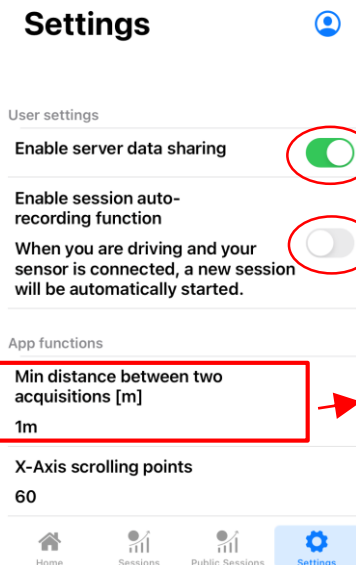 Settings
User settings
Enable server data sharing
Enable session auto-
recording function
When you are driving and your
sensor is connected, a new session
will be automatically started.
App functions
Min distance between two
acquisitions [m]
1m
X-Axis scrolling points
60
Home
Sessions
Public Sessions
Settings